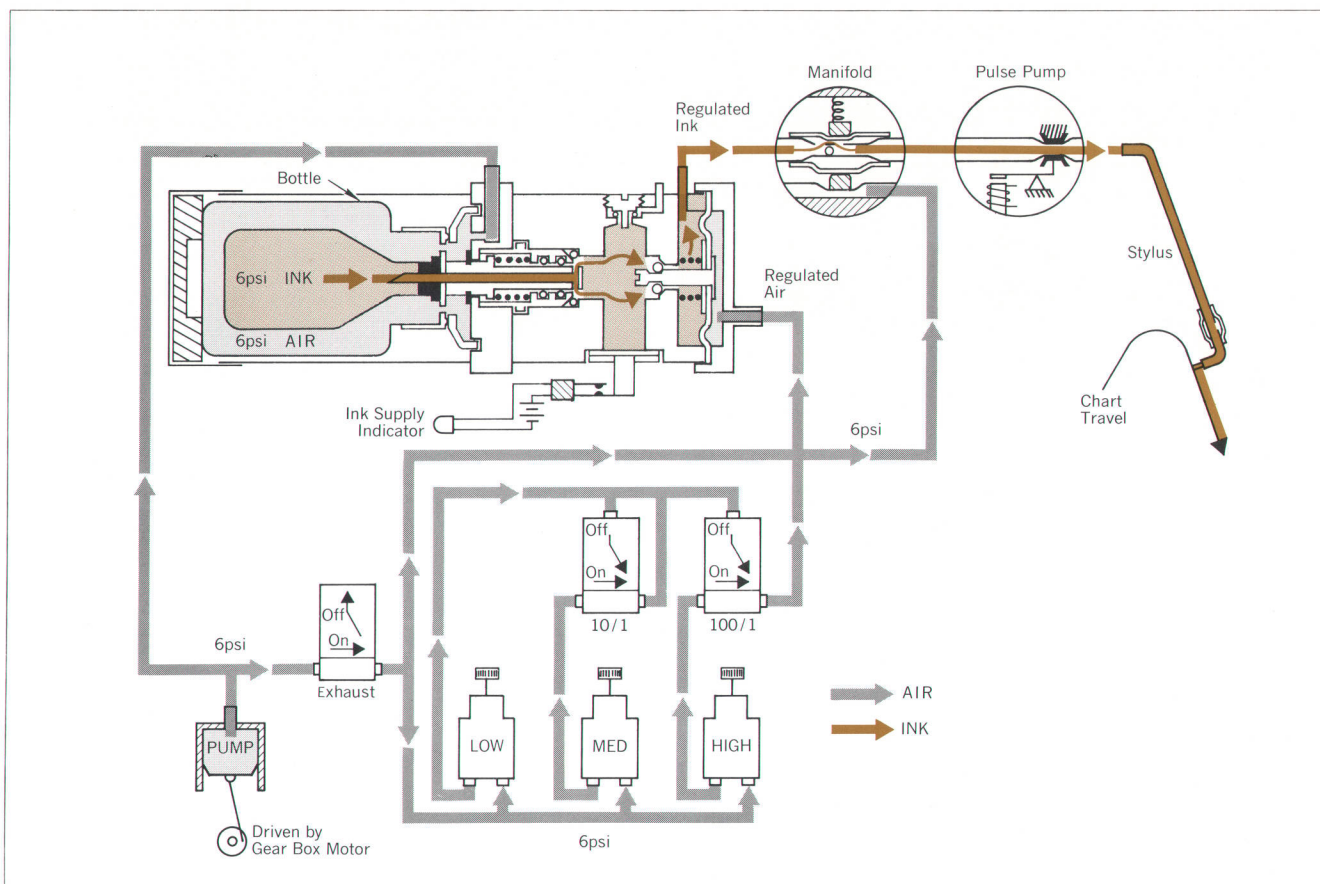 Manifold
Pulse Pump
Regulated
Ink
Bottle
6psi INK
6psi AIR
Regulated
Air
Stylus
Ink Supply
Indicator
Chart
Travel
6psi
Off
On
10/1
Off
On
100/1
6psi
Off
On
Exhaust
AIR
INK
PUMP
LOW
MED
HIGH
6psi
Driven by
Gear Box Motor